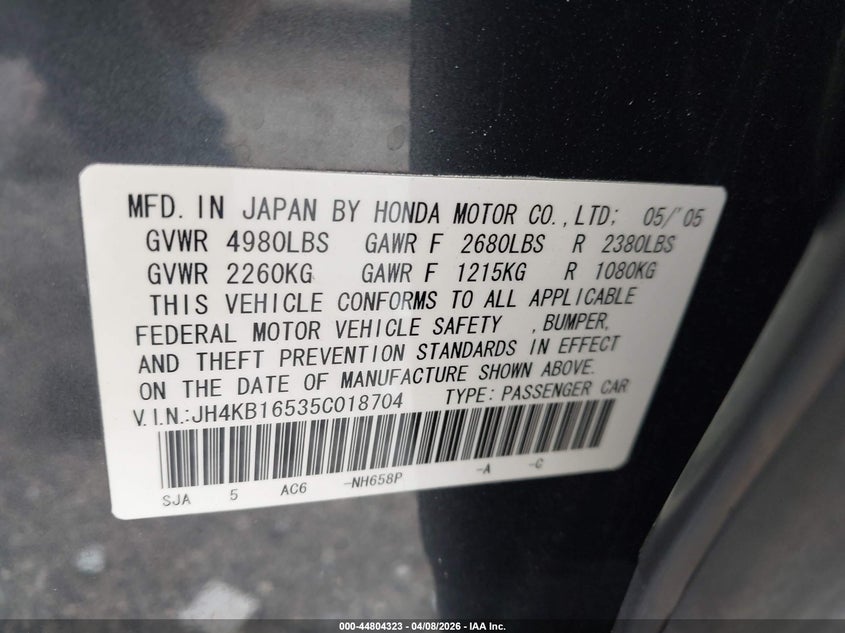 MFD. IN JAPAN BY HONDA MOTOR CO.,LTD; 05/'05
GVWR 4980LBS GAWR F 2680LBS R 2380LBS
GVWR 2260KG GAWR F 1215KG R 1080KG
THIS VEHICLE CONFORMS TO ALL APPLICABLE
FEDERAL MOTOR VEHICLE SAFETY , BUMPER,
AND THEFT PREVENTION STANDARDS IN EFFECT
ON THE DATE OF MANUFACTURE SHOWN ABOVE.
V.I.N.:JH4KB16535C018704 TYPE: PASSENGER CAR
SJA 5 AC6 -NH658P -A -C
000-44804323 - 04/08/2026 - IAA Inc.